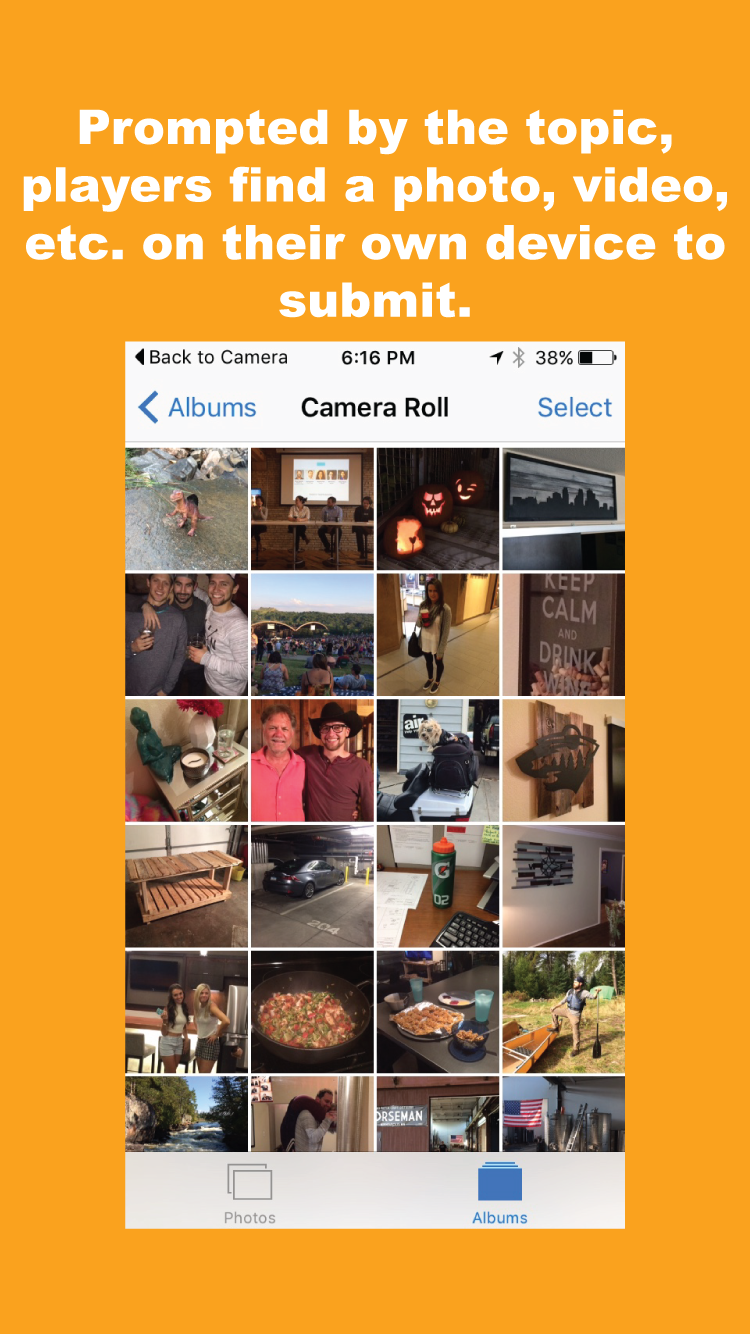 Prompted by the topic,
players find a photo, video,
etc. on their own device to
submit.
Back to Camera 6:16 PM 38%
Albums Camera Roll Select
KEEP
CALM
AND
DRINK
WINE
air
204
G
02
ORSEMAN
Photos Albums